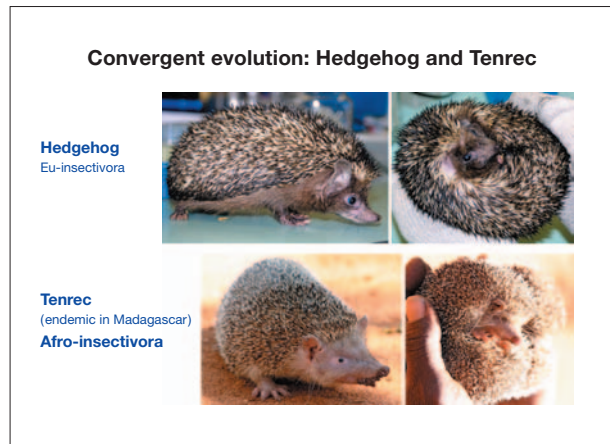 Convergent evolution: Hedgehog and Tenrec
Hedgehog
Eu-insectivora
Tenrec
(endemic in Madagascar)
Afro-insectivora